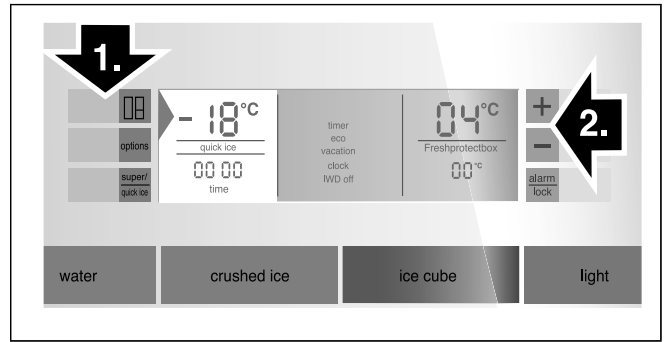 1.
-18°C
quick ice
00 00
time
timer
eco
vacation
clock
IWD off
04°C
Freshprotectbox
00°C
options
super/
quick ice
+
−
alarm
lock
2.
water
crushed ice
ice cube
light